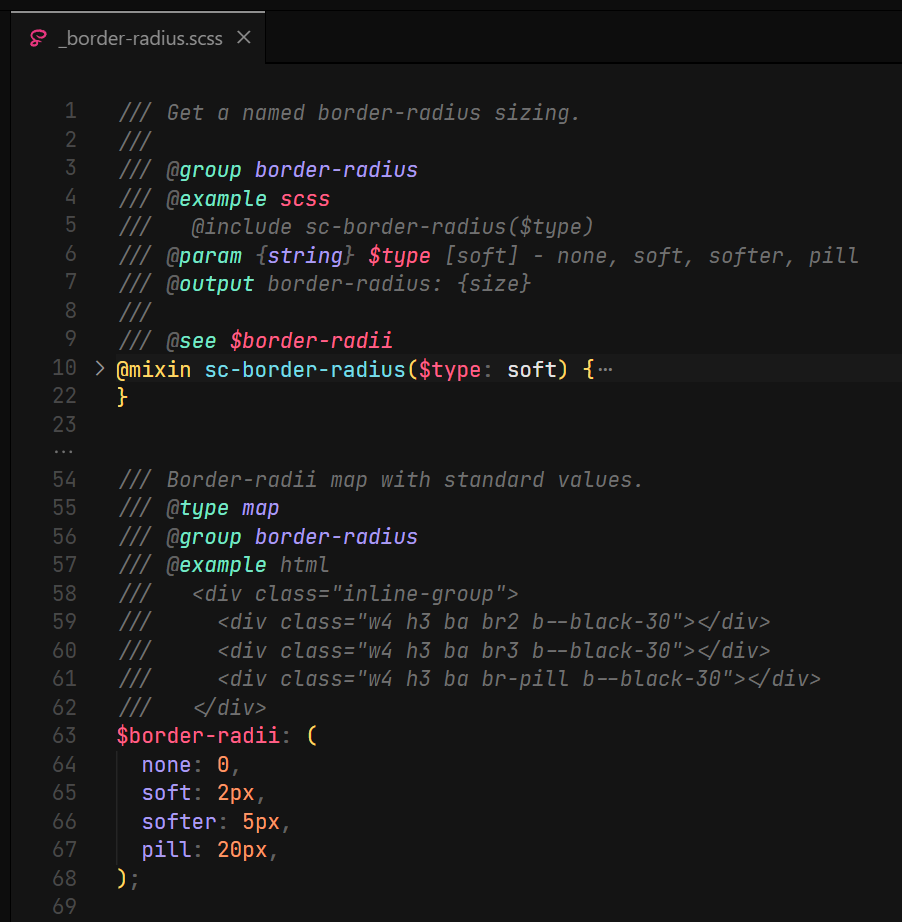 _border-radius.scss
1 /// Get a named border-radius sizing.
2 ///
3 /// @group border-radius
4 /// @example scss
5 ///   @include sc-border-radius($type)
6 /// @param {string} $type [soft] - none, soft, softer, pill
7 /// @output border-radius: {size}
8 ///
9 /// @see $border-radii
10 @mixin sc-border-radius($type: soft) {···
22 }
23
···
54 /// Border-radii map with standard values.
55 /// @type map
56 /// @group border-radius
57 /// @example html
58 ///   <div class="inline-group">
59 ///     <div class="w4 h3 ba br2 b--black-30"></div>
60 ///     <div class="w4 h3 ba br3 b--black-30"></div>
61 ///     <div class="w4 h3 ba br-pill b--black-30"></div>
62 ///   </div>
63 $border-radii: (
64   none: 0,
65   soft: 2px,
66   softer: 5px,
67   pill: 20px,
68 );
69